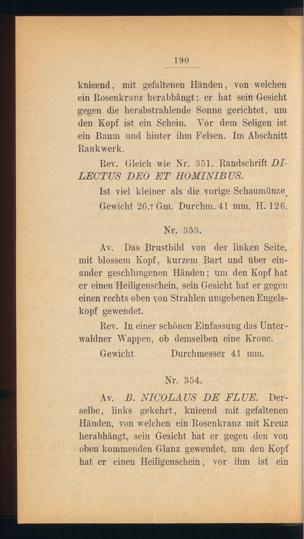 190
knieend, mit gefaltenen Händen, von welchen
ein Rosenkranz herabhängt; er hat sein Gesicht
gegen die herabstrahlende Sonne gerichtet, um
den Kopf ist ein Schein. Vor dem Seligen ist
ein Baum und hinter ihm Felsen. Im Abschnitt
Rankwerk.
Rev. Gleich wie Nr. 351. Randschrift DI-
LECTUS DEO ET HOMINIBUS.
Ist viel kleiner als die vorige Schaumünze.
Gewicht 26,7 Gm. Durchm. 41 mm. H. 126.
Nr. 353.
Av. Das Brustbild von der linken Seite,
mit blossem Kopf, kurzem Bart und über ein-
ander geschlungenen Händen; um den Kopf hat
er einen Heiligenschein, sein Gesicht hat er gegen
einen rechts oben von Strahlen umgebenen Engels-
kopf gewendet.
Rev. In einer schönen Einfassung das Unter-
waldner Wappen, ob demselben eine Krone.
Gewicht Durchmesser 41 mm.
Nr. 354.
Av. B. NICOLAUS DE FLUE. Der-
selbe, links gekehrt, knieend mit gefaltenen
Händen, von welchen ein Rosenkranz mit Kreuz
herabhängt, sein Gesicht hat er gegen den von
oben kommenden Glanz gewendet, um den Kopf
hat er einen Heiligenschein, vor ihm ist ein